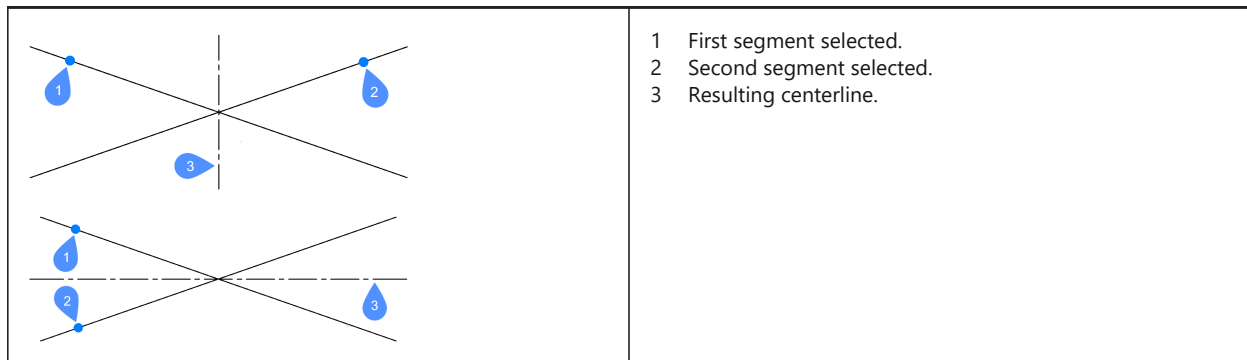 1
2
3
1
2
3
1 First segment selected.
2 Second segment selected.
3 Resulting centerline.